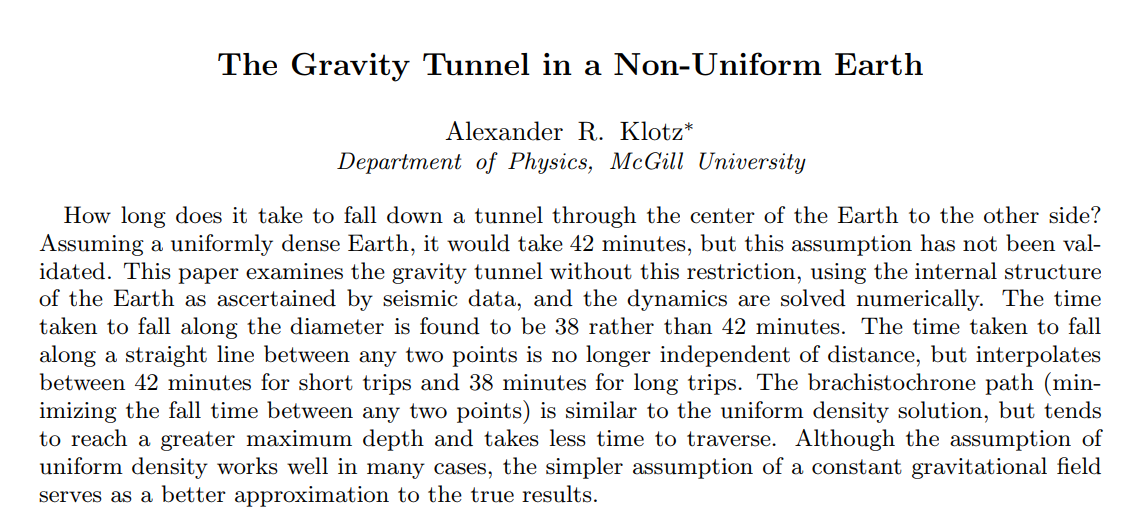 The Gravity Tunnel in a Non-Uniform Earth
Alexander R. Klotz*
Department of Physics, McGill University
How long does it take to fall down a tunnel through the center of the Earth to the other side?
Assuming a uniformly dense Earth, it would take 42 minutes, but this assumption has not been val-
idated. This paper examines the gravity tunnel without this restriction, using the internal structure
of the Earth as ascertained by seismic data, and the dynamics are solved numerically. The time
taken to fall along the diameter is found to be 38 rather than 42 minutes. The time taken to fall
along a straight line between any two points is no longer independent of distance, but interpolates
between 42 minutes for short trips and 38 minutes for long trips. The brachistochrone path (min-
imizing the fall time between any two points) is similar to the uniform density solution, but tends
to reach a greater maximum depth and takes less time to traverse. Although the assumption of
uniform density works well in many cases, the simpler assumption of a constant gravitational field
serves as a better approximation to the true results.